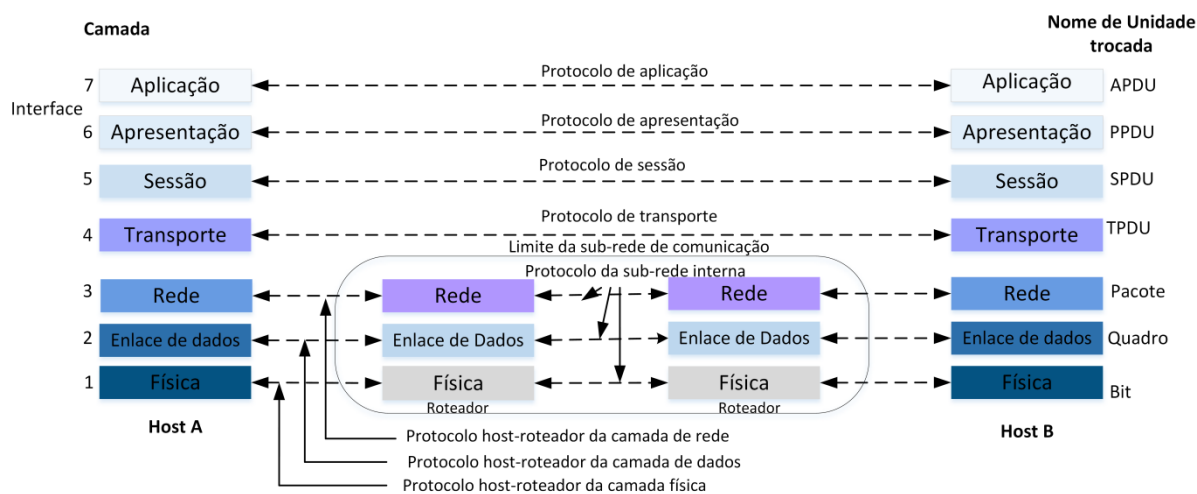 Camada
Nome de Unidade
trocada
7 Aplicação Protocolo de aplicação Aplicação APDU
Interface
6 Apresentação Protocolo de apresentação Apresentação PPDU
5 Sessão Protocolo de sessão Sessão SPDU
4 Transporte Protocolo de transporte Transporte TPDU
Limite da sub-rede de comunicação
Protocolo da sub-rede interna
3 Rede Rede Rede Rede Pacote
2 Enlace de dados Enlace de Dados Enlace de Dados Enlace de dados Quadro
1 Física Física Física Física Bit
Roteador Roteador
Host A Host B
Protocolo host-roteador da camada de rede
Protocolo host-roteador da camada de dados
Protocolo host-roteador da camada física